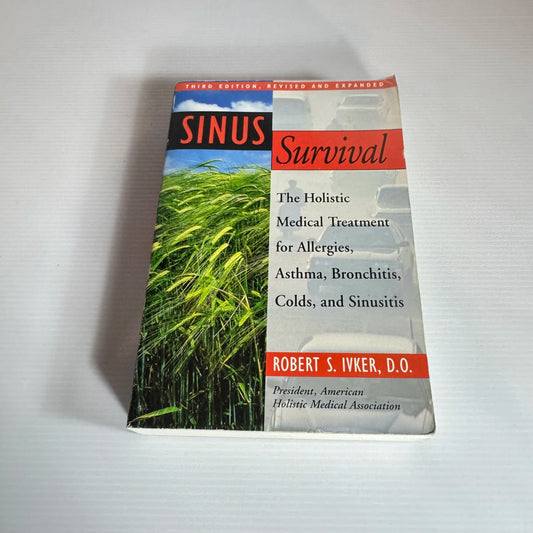 THIRD EDITION, REVISED AND EXPANDED
SINUS
Survival
The Holistic
Medical Treatment
for Allergies,
Asthma, Bronchitis,
Colds, and Sinusitis
ROBERT S. IVKER, D.O.
President, American
Holistic Medical Association